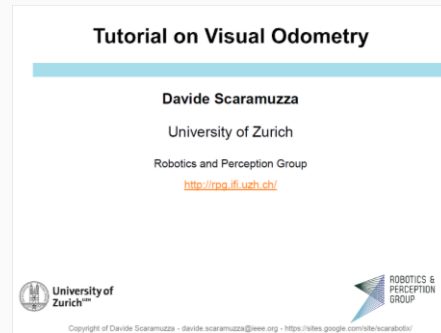 Tutorial on Visual Odometry
Davide Scaramuzza
University of Zurich
Robotics and Perception Group
http://rpg.ifi.uzh.ch/
University of
Zurich UZH
ROBOTICS &
PERCEPTION
GROUP
Copyright of Davide Scaramuzza - davide.scaramuzza@ieee.org - https://sites.google.com/site/scarabotix/